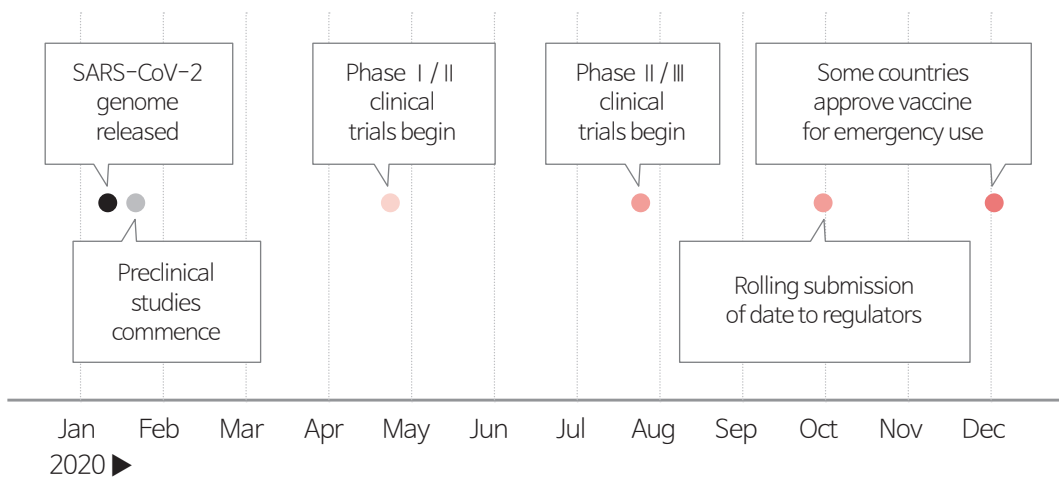 SARS-CoV-2
genome
released
Phase Ⅰ/Ⅱ
clinical
trials begin
Phase Ⅱ/Ⅲ
clinical
trials begin
Some countries
approve vaccine
for emergency use
Preclinical
studies
commence
Rolling submission
of date to regulators
Jan Feb Mar Apr May Jun Jul Aug Sep Oct Nov Dec
2020 ▶